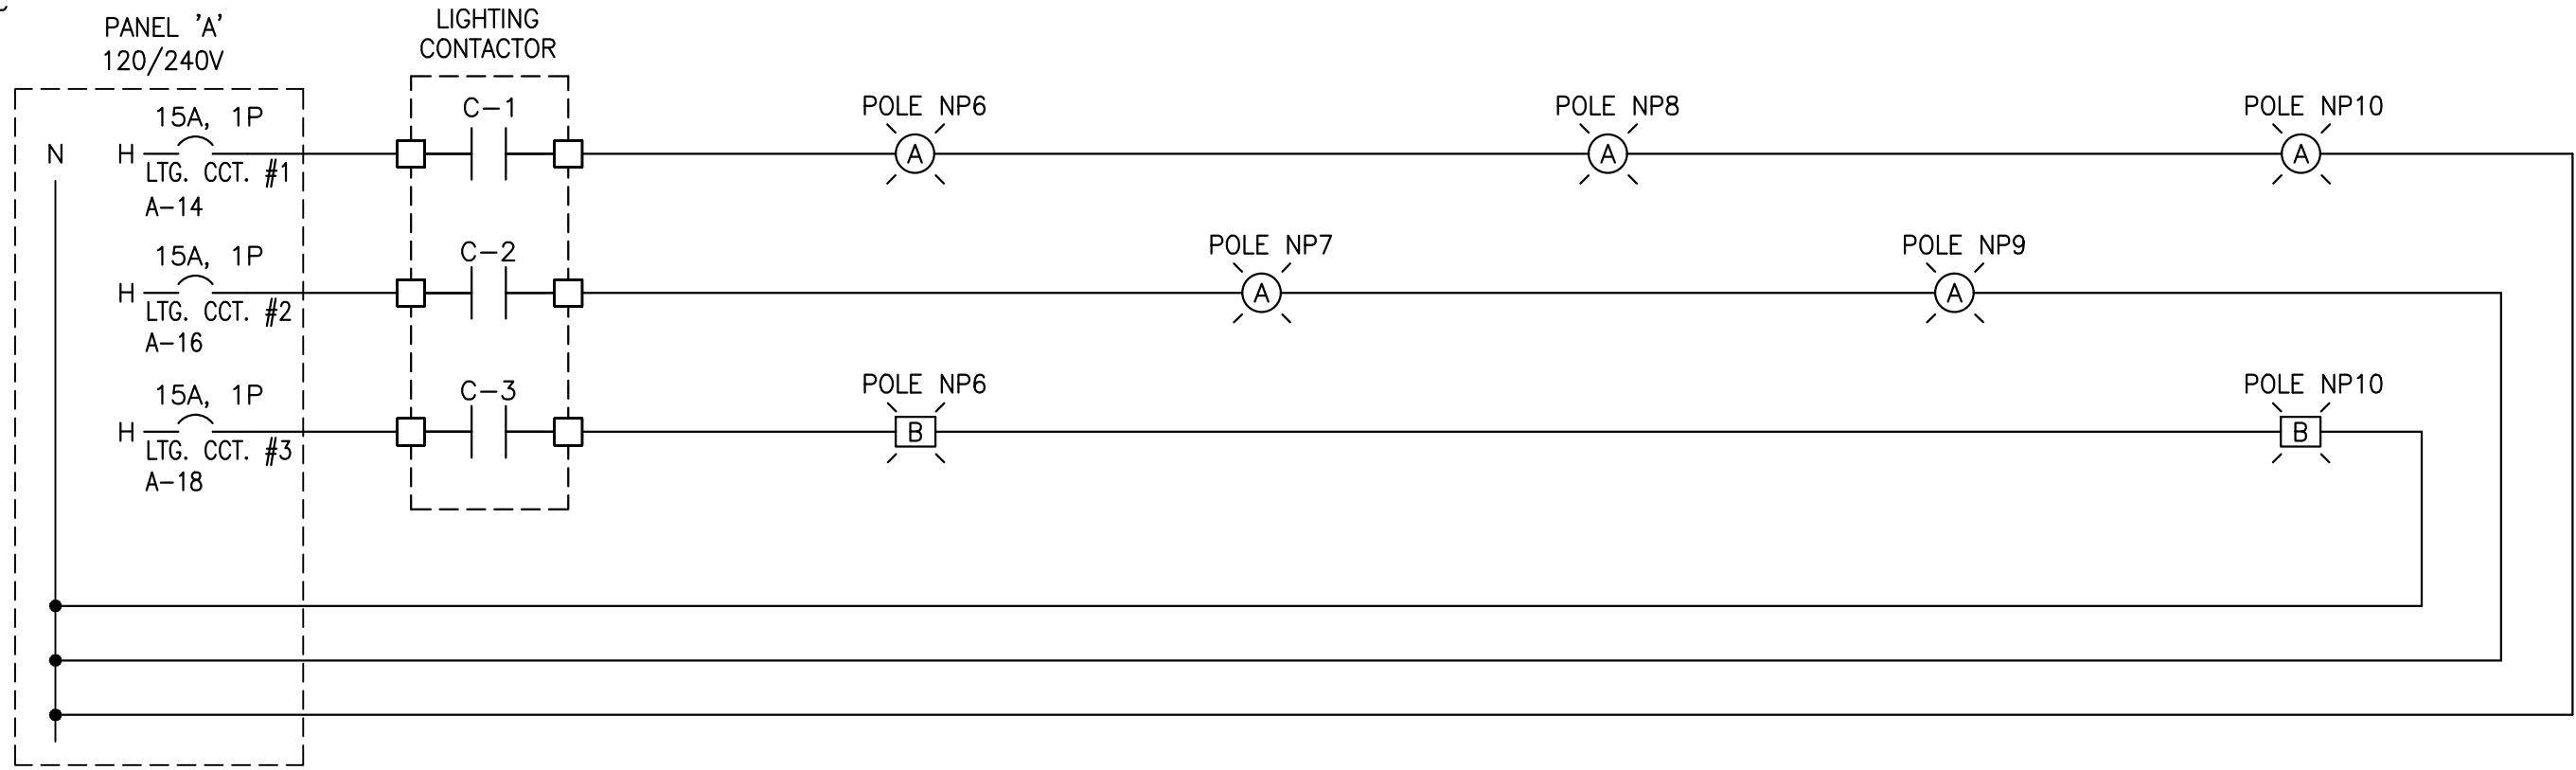 PANEL 'A'
120/240V
LIGHTING
CONTACTOR
N
15A, 1P
H
LTG. CCT. #1
A-14
C-1
POLE NP6
A
POLE NP8
A
POLE NP10
A
15A, 1P
H
LTG. CCT. #2
A-16
C-2
POLE NP7
A
POLE NP9
A
15A, 1P
H
LTG. CCT. #3
A-18
C-3
POLE NP6
B
POLE NP10
B